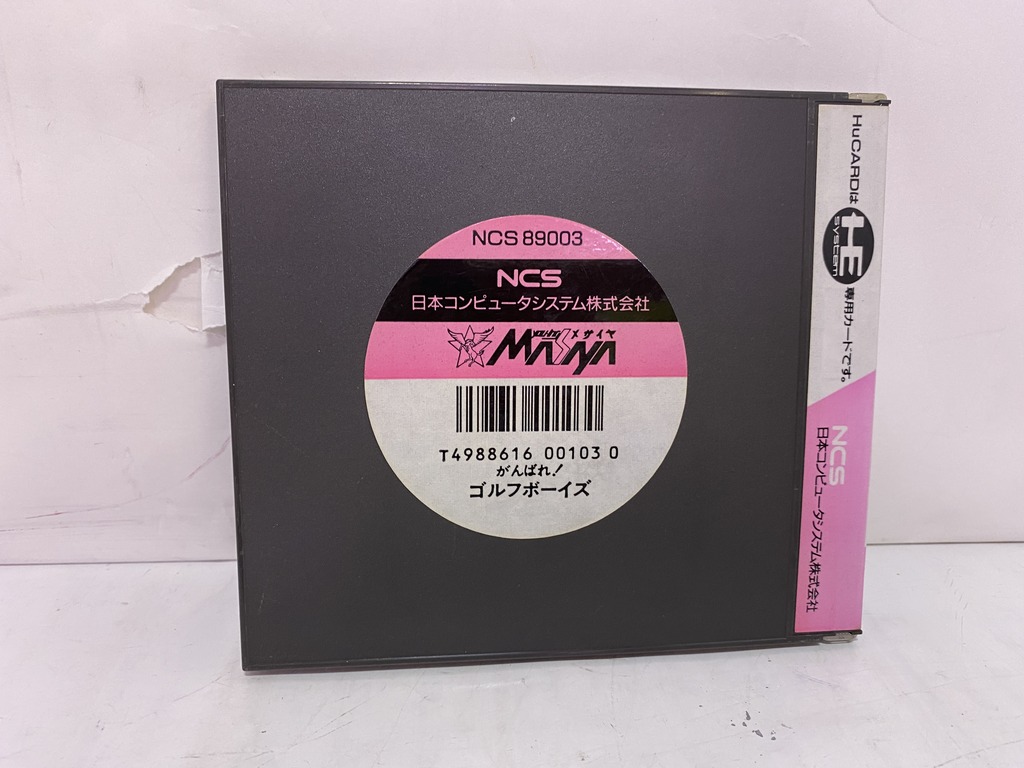 NCS 89003
NCS
日本コンピュータシステム株式会社
young メサイヤ
MASAYA
T4988616 00103 0
がんばれ!
ゴルフボーイズ
HuCARDは HE system 専用カードです。
NCS
日本コンピュータシステム株式会社